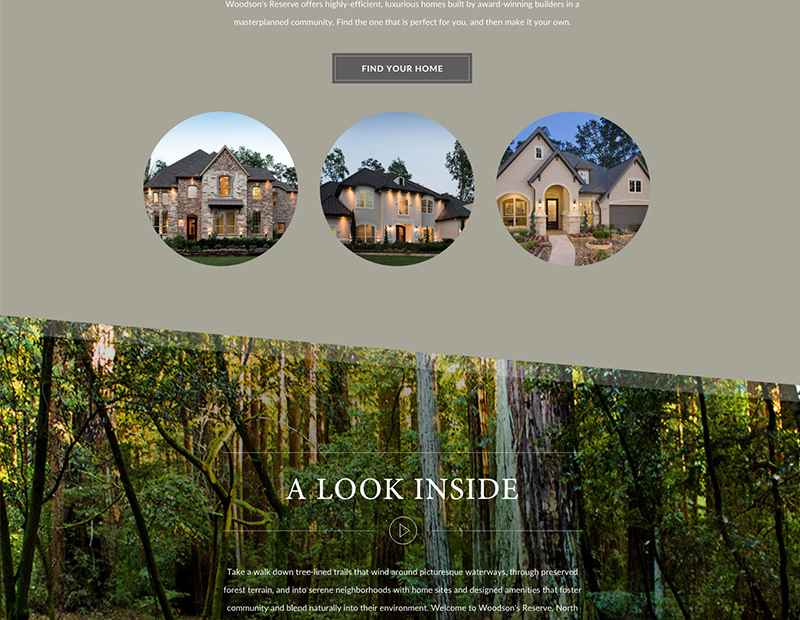 Woodson's Reserve offers highly-efficient, luxurious homes built by award-winning builders in a
masterplanned community. Find the one that is perfect for you, and then make it your own.
FIND YOUR HOME
A LOOK INSIDE
Take a walk down tree-lined trails that wind around picturesque waterways, through preserved
forest terrain, and into serene neighborhoods with home sites and designed amenities that foster
community and blend naturally into their environment. Welcome to Woodson's Reserve, North